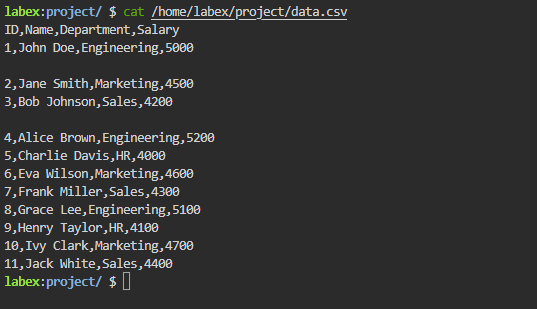 labex:project/ $ cat /home/labex/project/data.csv
ID,Name,Department,Salary
1,John Doe,Engineering,5000

2,Jane Smith,Marketing,4500
3,Bob Johnson,Sales,4200

4,Alice Brown,Engineering,5200
5,Charlie Davis,HR,4000
6,Eva Wilson,Marketing,4600
7,Frank Miller,Sales,4300
8,Grace Lee,Engineering,5100
9,Henry Taylor,HR,4100
10,Ivy Clark,Marketing,4700
11,Jack White,Sales,4400
labex:project/ $